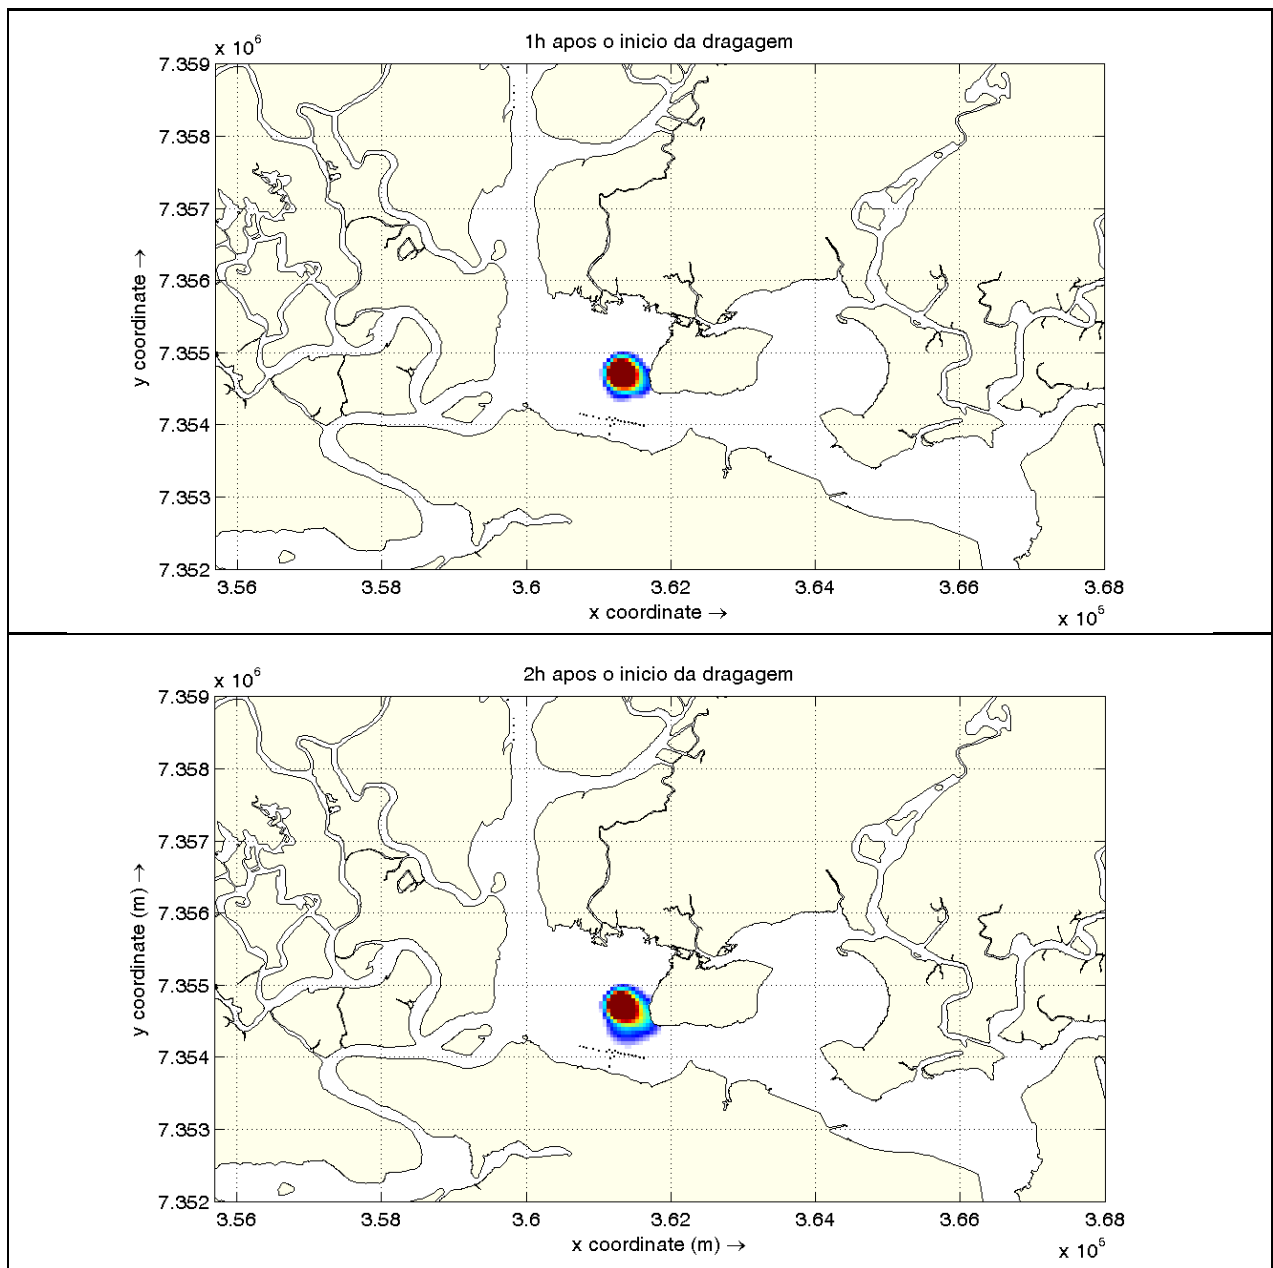 1h apos o inicio da dragagem
x 10^6
7.359
7.358
7.357
7.356
7.355
7.354
7.353
7.352
y coordinate →
3.56 3.58 3.6 3.62 3.64 3.66 3.68
x coordinate →
x 10^5
2h apos o inicio da dragagem
x 10^6
7.359
7.358
7.357
7.356
7.355
7.354
7.353
7.352
y coordinate (m) →
3.56 3.58 3.6 3.62 3.64 3.66 3.68
x coordinate (m) →
x 10^5